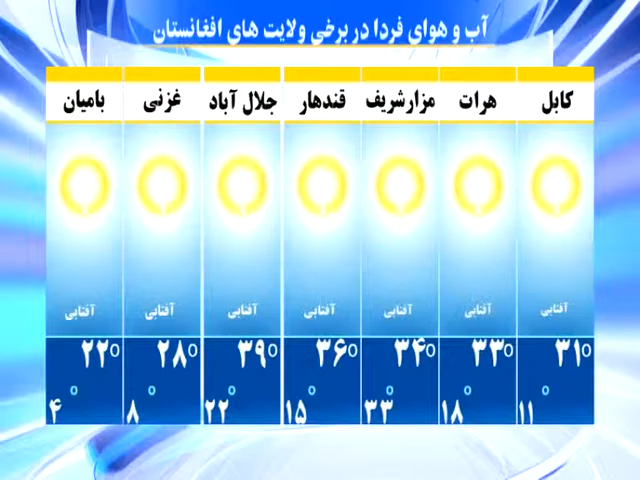 آب و هوای فردا در برخی ولایت های افغانستان
کابل هرات مزارشریف قندهار جلال آباد غزنی بامیان
آفتابی آفتابی آفتابی آفتابی آفتابی آفتابی آفتابی
۳۱° ۳۳° ۳۴° ۳۶° ۳۹° ۲۸° ۲۲°
۱۱° ۱۸° ۲۳° ۱۵° ۲۲° ۸° ۴°